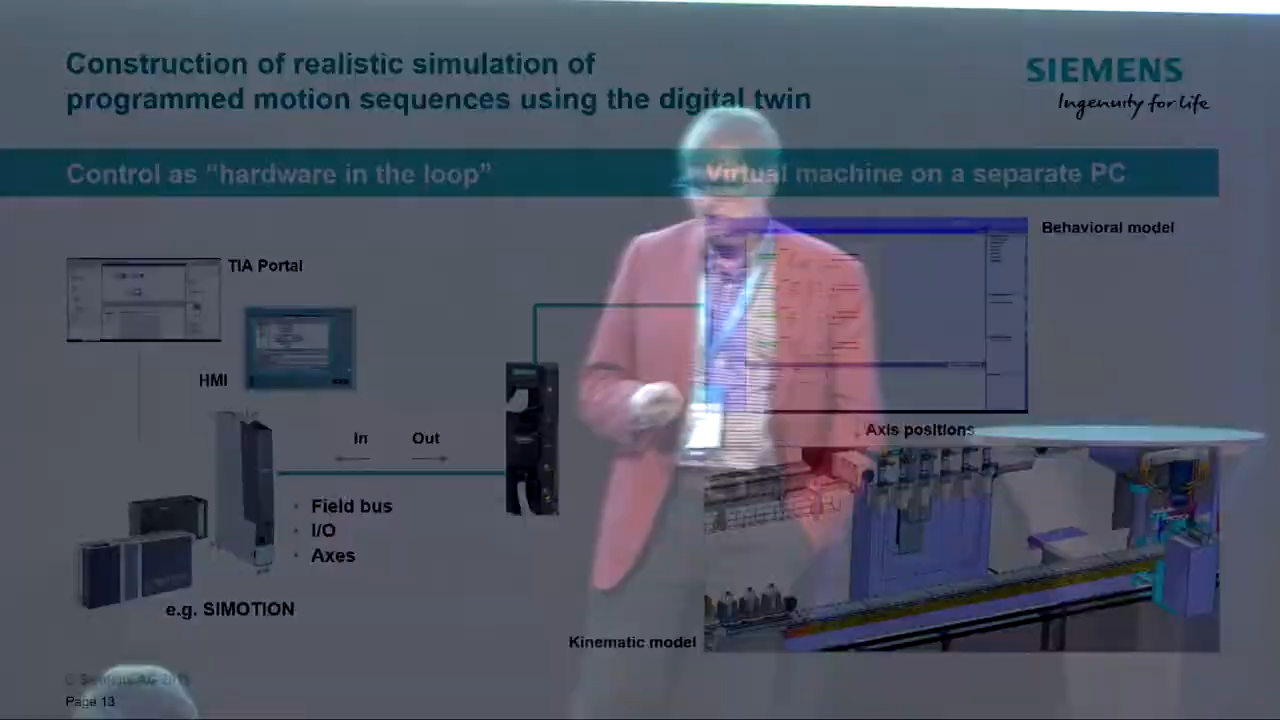 Construction of realistic simulation of
programmed motion sequences using the digital twin
SIEMENS
Ingenuity for life
Control as “hardware in the loop”
Virtual machine on a separate PC
Behavioral model
TIA Portal
HMI
In
Out
Axis positions
• Field bus
• I/O
• Axes
e.g. SIMOTION
Kinematic model
© Siemens AG
Page 13